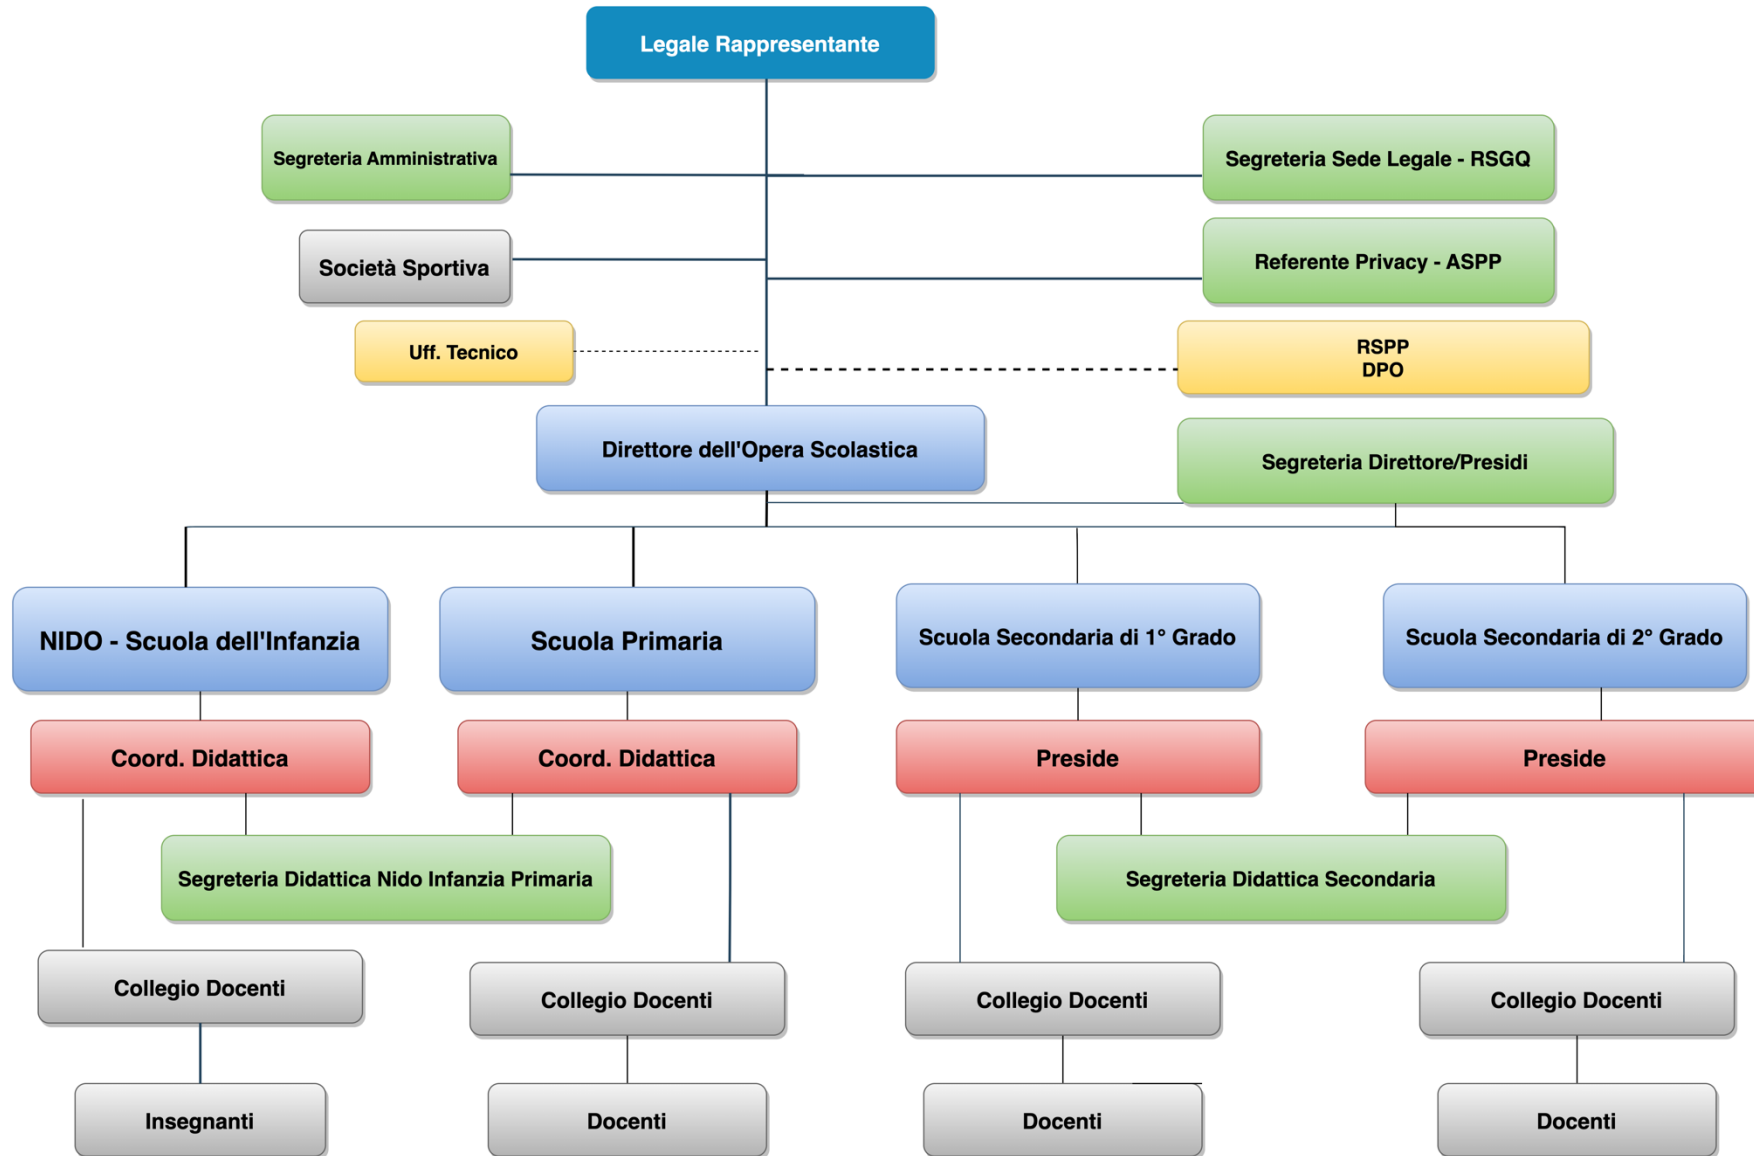 Legale Rappresentante
Segreteria Amministrativa
Segreteria Sede Legale - RSGQ
Società Sportiva
Referente Privacy - ASPP
Uff. Tecnico
RSPP
DPO
Direttore dell'Opera Scolastica
Segreteria Direttore/Presidi
NIDO - Scuola dell'Infanzia
Scuola Primaria
Scuola Secondaria di 1° Grado
Scuola Secondaria di 2° Grado
Coord. Didattica
Coord. Didattica
Preside
Preside
Segreteria Didattica Nido Infanzia Primaria
Segreteria Didattica Secondaria
Collegio Docenti
Collegio Docenti
Collegio Docenti
Collegio Docenti
Insegnanti
Docenti
Docenti
Docenti